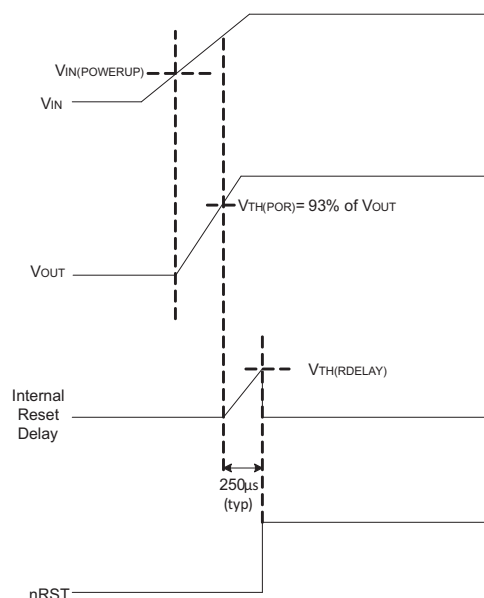 VIN(POWERUP)
VIN
VTH(POR)= 93% of VOUT
VOUT
VTH(RDELAY)
Internal
Reset
Delay
250µs
(typ)
nRST